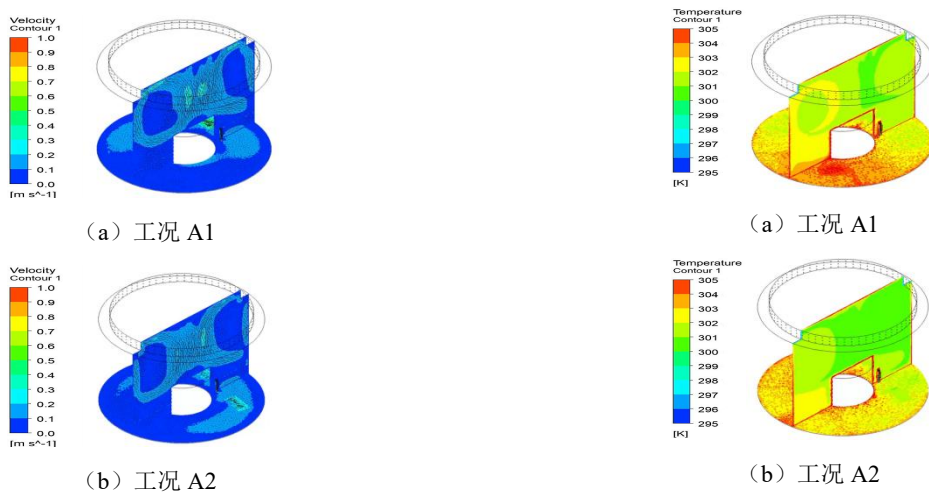 Velocity
Contour 1
1.0
0.9
0.8
0.7
0.6
0.5
0.4
0.3
0.2
0.1
0.0
[m s^-1]
（a）工况 A1
Temperature
Contour 1
305
304
303
302
301
300
299
298
297
296
295
[K]
（a）工况 A1
Velocity
Contour 1
1.0
0.9
0.8
0.7
0.6
0.5
0.4
0.3
0.2
0.1
0.0
[m s^-1]
（b）工况 A2
Temperature
Contour 1
305
304
303
302
301
300
299
298
297
296
295
[K]
（b）工况 A2